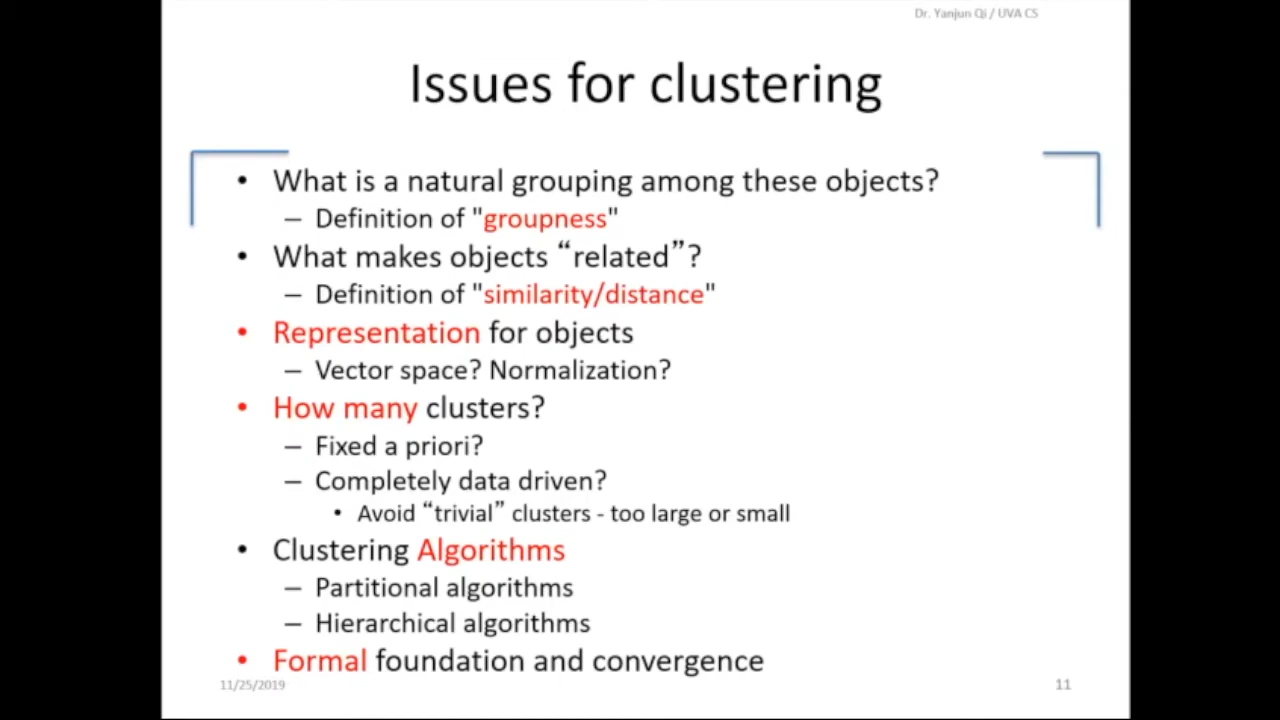 Dr. Yanjun Qi / UVA CS
Issues for clustering
• What is a natural grouping among these objects?
– Definition of "groupness"
• What makes objects “related”?
– Definition of "similarity/distance"
• Representation for objects
– Vector space? Normalization?
• How many clusters?
– Fixed a priori?
– Completely data driven?
• Avoid “trivial” clusters - too large or small
• Clustering Algorithms
– Partitional algorithms
– Hierarchical algorithms
• Formal foundation and convergence
11/25/2019
11